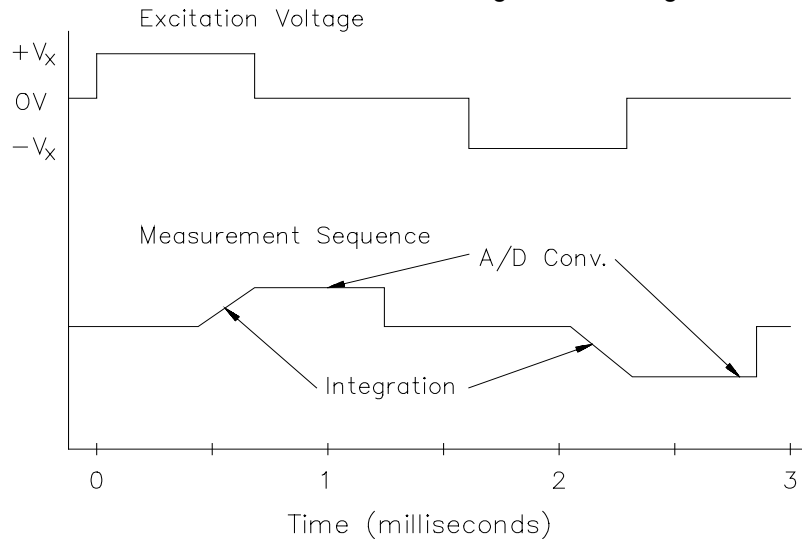 Excitation Voltage
+Vx
0V
−Vx
Measurement Sequence
A/D Conv.
Integration
0 1 2 3
Time (milliseconds)